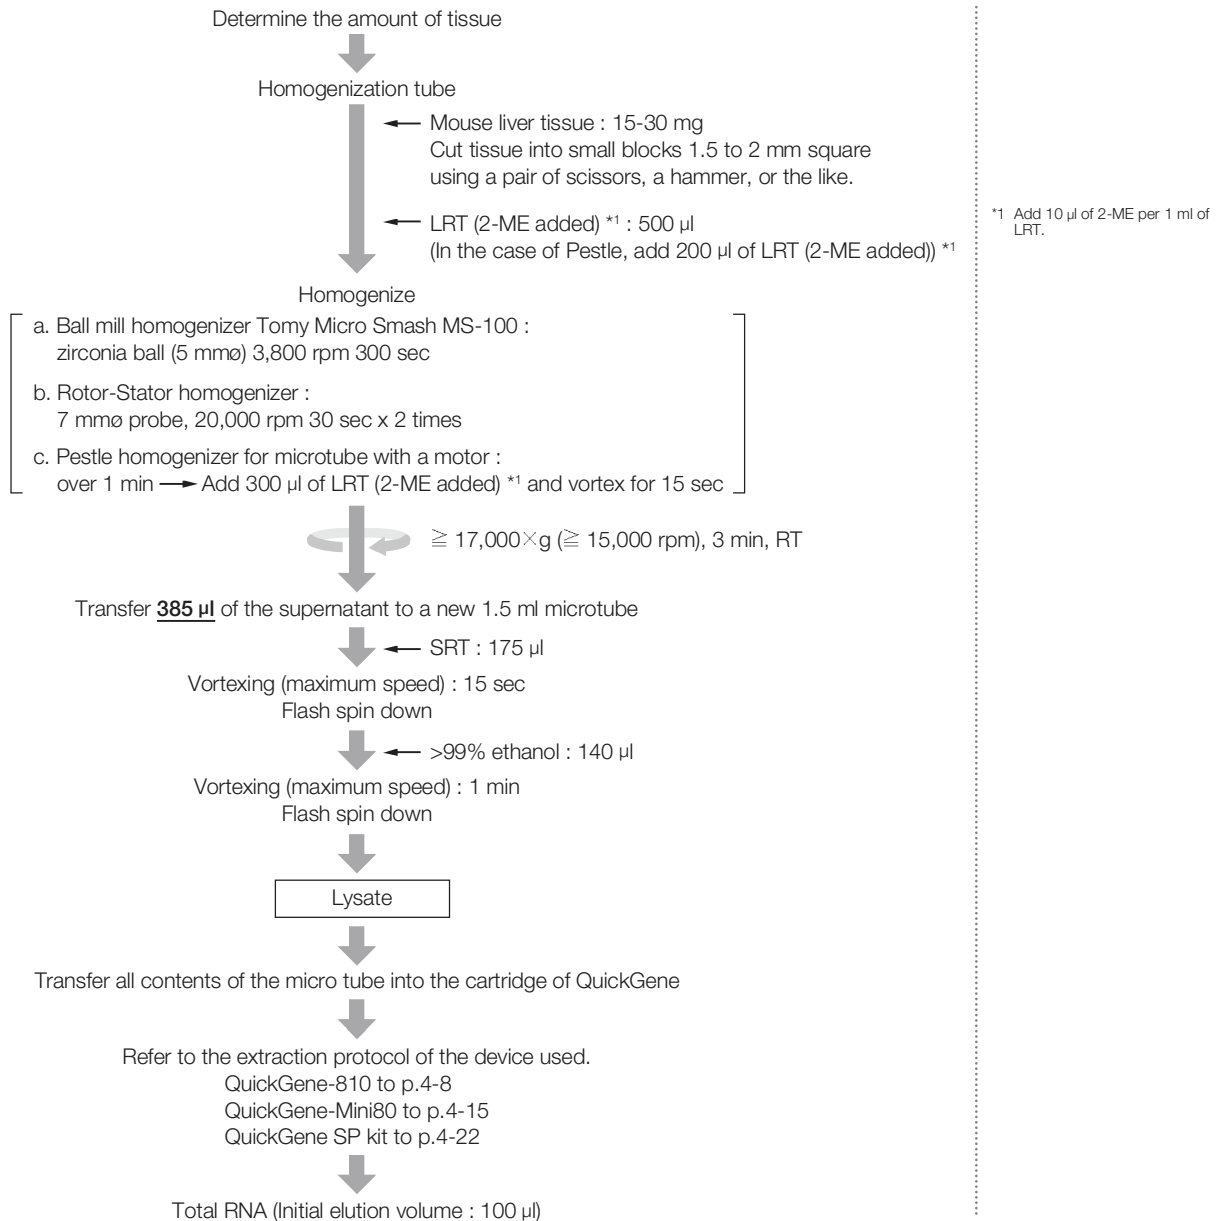 Determine the amount of tissue
Homogenization tube
Mouse liver tissue : 15-30 mg
Cut tissue into small blocks 1.5 to 2 mm square
using a pair of scissors, a hammer, or the like.
LRT (2-ME added) *1 : 500 µl
(In the case of Pestle, add 200 µl of LRT (2-ME added)) *1
*1 Add 10 µl of 2-ME per 1 ml of
LRT.
Homogenize
a. Ball mill homogenizer Tomy Micro Smash MS-100 :
zirconia ball (5 mmø) 3,800 rpm 300 sec
b. Rotor-Stator homogenizer :
7 mmø probe, 20,000 rpm 30 sec x 2 times
c. Pestle homogenizer for microtube with a motor :
over 1 min → Add 300 µl of LRT (2-ME added) *1 and vortex for 15 sec
≧ 17,000×g (≧ 15,000 rpm), 3 min, RT
Transfer 385 µl of the supernatant to a new 1.5 ml microtube
SRT : 175 µl
Vortexing (maximum speed) : 15 sec
Flash spin down
>99% ethanol : 140 µl
Vortexing (maximum speed) : 1 min
Flash spin down
Lysate
Transfer all contents of the micro tube into the cartridge of QuickGene
Refer to the extraction protocol of the device used.
QuickGene-810 to p.4-8
QuickGene-Mini80 to p.4-15
QuickGene SP kit to p.4-22
Total RNA (Initial elution volume : 100 µl)